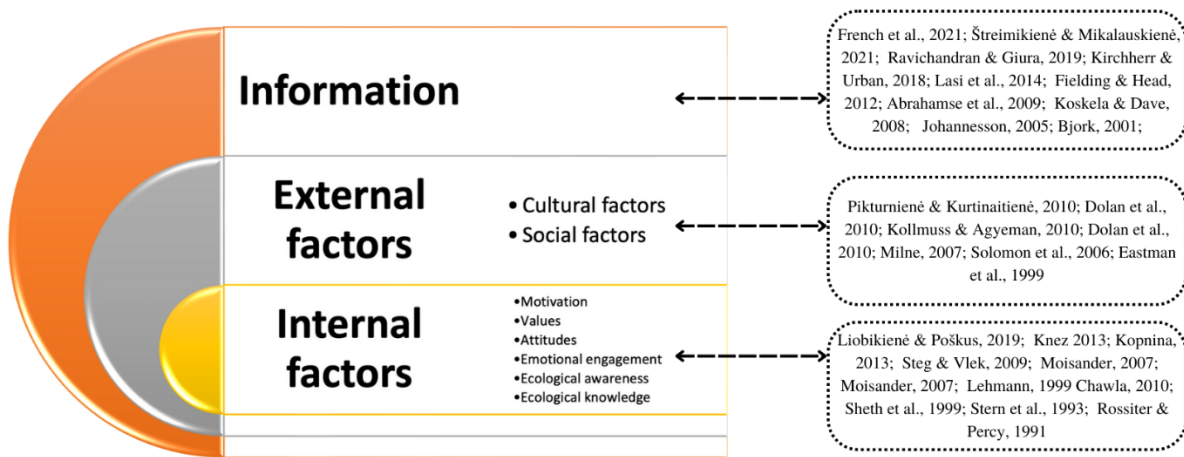 Information
French et al., 2021; Štreimikienė & Mikalauskienė,
2021; Ravichandran & Giura, 2019; Kirchherr &
Urban, 2018; Lasi et al., 2014; Fielding & Head,
2012; Abrahamse et al., 2009; Koskela & Dave,
2008; Johannesson, 2005; Bjork, 2001;
External
factors
• Cultural factors
• Social factors
Pikturnienė & Kurtinaitienė, 2010; Dolan et al.,
2010; Kollmuss & Agyeman, 2010; Dolan et al.,
2010; Milne, 2007; Solomon et al., 2006; Eastman
et al., 1999
Internal
factors
•Motivation
•Values
•Attitudes
•Emotional engagement
•Ecological awareness
•Ecological knowledge
Liobikienė & Poškus, 2019; Knez 2013; Kopnina,
2013; Steg & Vlek, 2009; Moisander, 2007;
Moisander, 2007; Lehmann, 1999 Chawla, 2010;
Sheth et al., 1999; Stern et al., 1993; Rossiter &
Percy, 1991